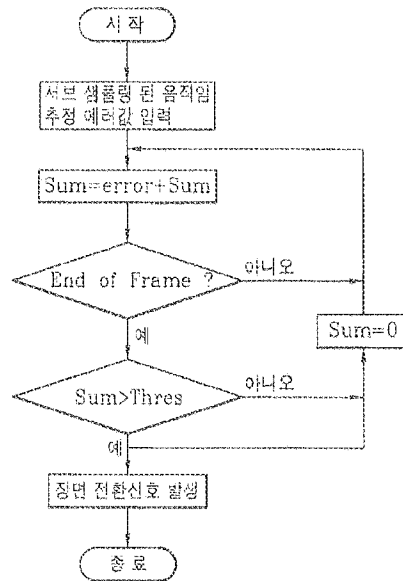 시 작
서브 샘플링 된 움직임
추정 에러값 입력
Sum=error+Sum
End of Frame ?
아니오
예
Sum=0
Sum>Thres
아니오
예
장면 전환신호 발생
종 료